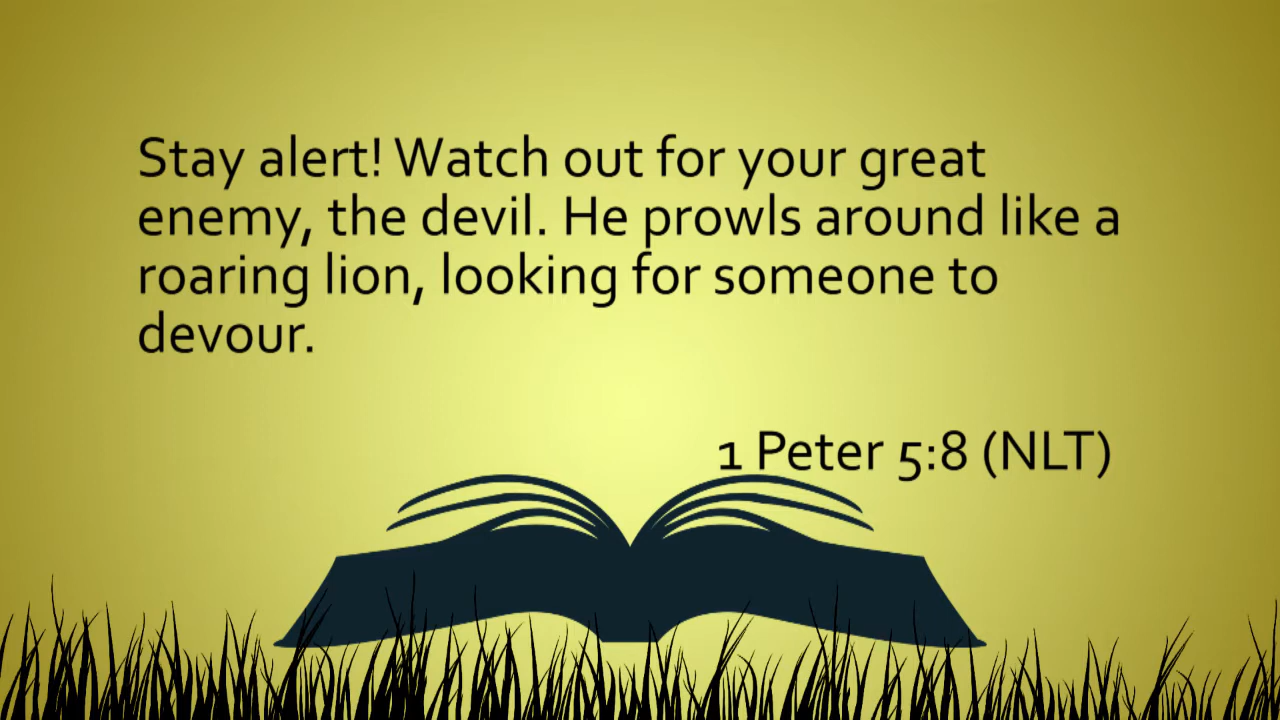 Stay alert! Watch out for your great
enemy, the devil. He prowls around like a
roaring lion, looking for someone to
devour.
1 Peter 5:8 (NLT)